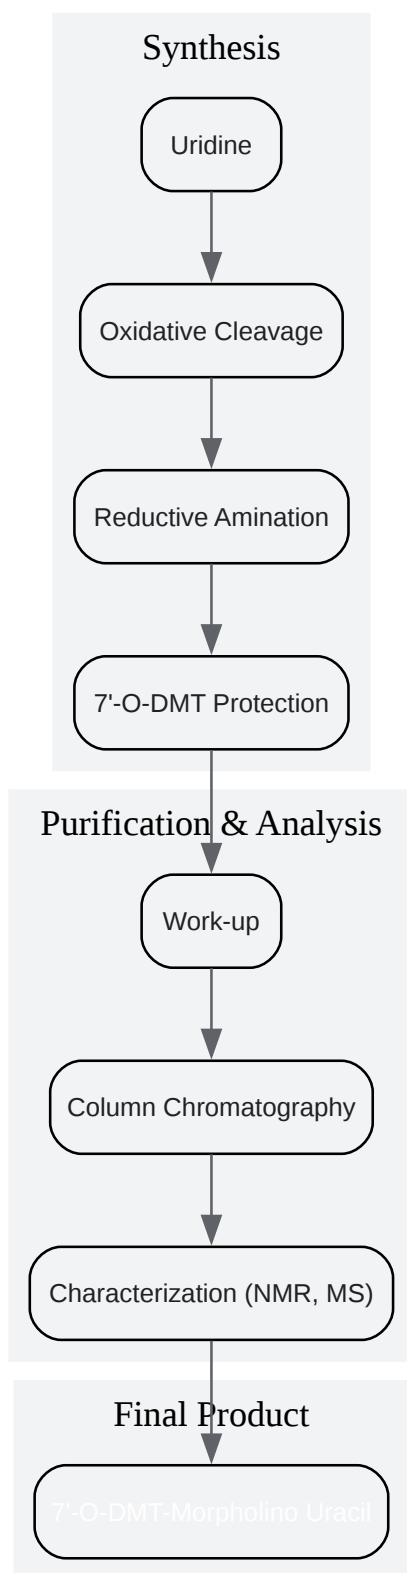 Synthesis
Uridine
Oxidative Cleavage
Reductive Amination
7'-O-DMT Protection
Purification & Analysis
Work-up
Column Chromatography
Characterization (NMR, MS)
Final Product
7'-O-DMT-Morpholino Uracil